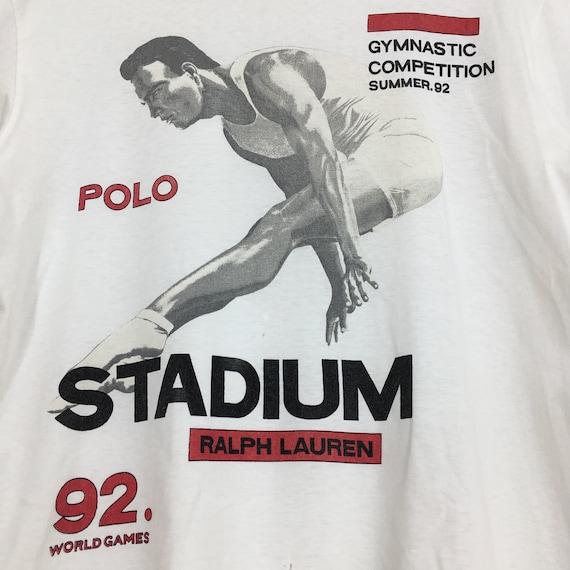 GYMNASTIC
COMPETITION
SUMMER.92
POLO
STADIUM
RALPH LAUREN
92.
WORLD GAMES